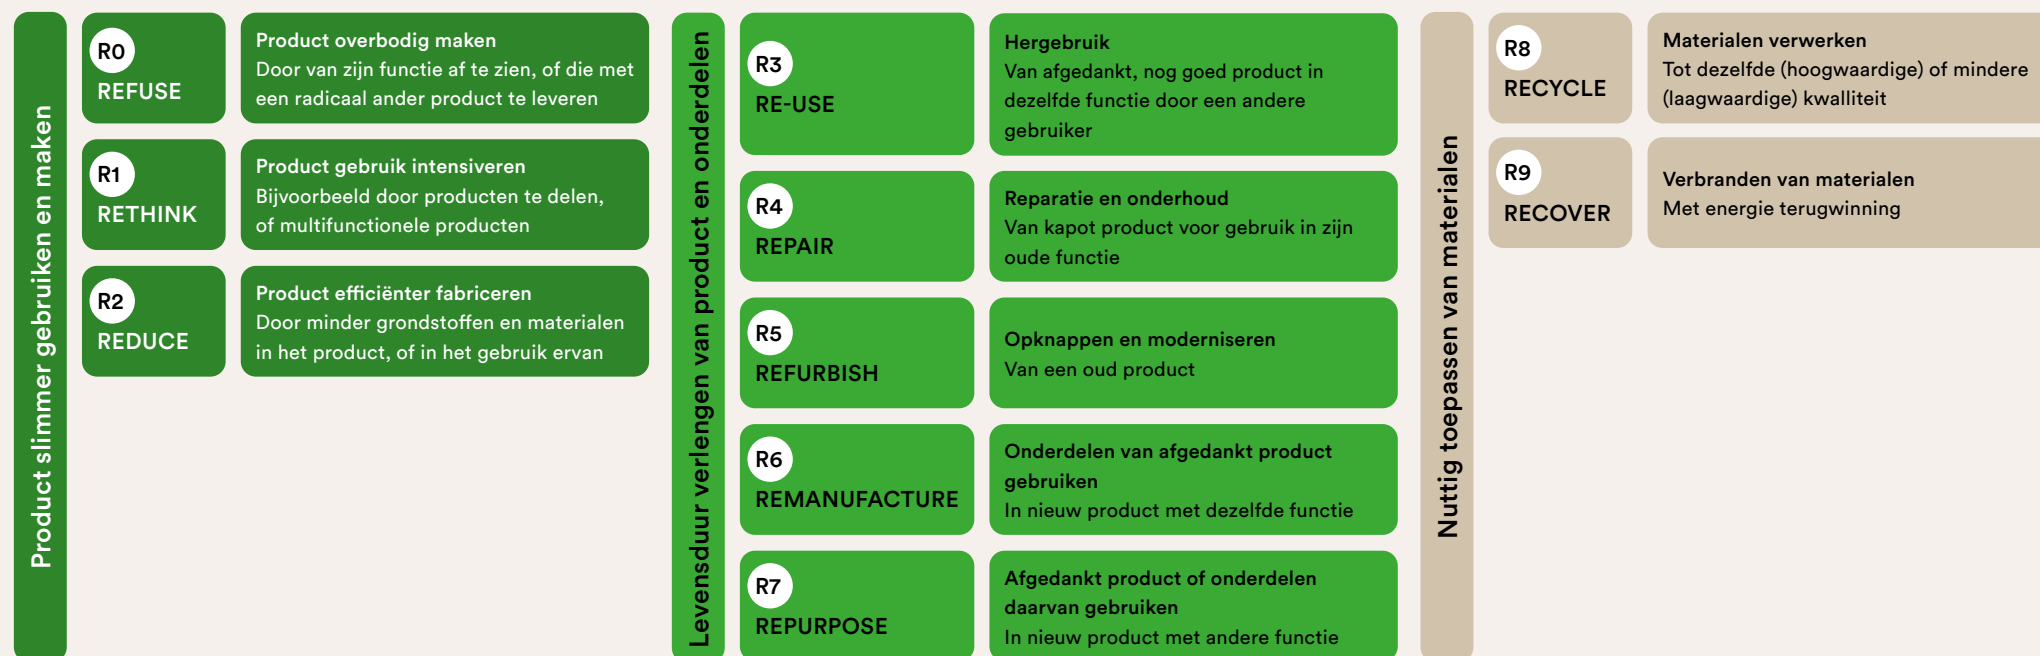 Product slimmer gebruiken en maken
R0
REFUSE
Product overbodig maken
Door van zijn functie af te zien, of die met
een radicaal ander product te leveren
R1
RETHINK
Product gebruik intensiveren
Bijvoorbeeld door producten te delen,
of multifunctionele producten
R2
REDUCE
Product efficiënter fabriceren
Door minder grondstoffen en materialen
in het product, of in het gebruik ervan
Levensduur verlengen van product en onderdelen
R3
RE-USE
Hergebruik
Van afgedankt, nog goed product in
dezelfde functie door een andere
gebruiker
R4
REPAIR
Reparatie en onderhoud
Van kapot product voor gebruik in zijn
oude functie
R5
REFURBISH
Opknappen en moderniseren
Van een oud product
R6
REMANUFACTURE
Onderdelen van afgedankt product
gebruiken
In nieuw product met dezelfde functie
R7
REPURPOSE
Afgedankt product of onderdelen
daarvan gebruiken
In nieuw product met andere functie
Nuttig toepassen van materialen
R8
RECYCLE
Materialen verwerken
Tot dezelfde (hoogwaardige) of mindere
(laagwaardige) kwalliteit
R9
RECOVER
Verbranden van materialen
Met energie terugwinning